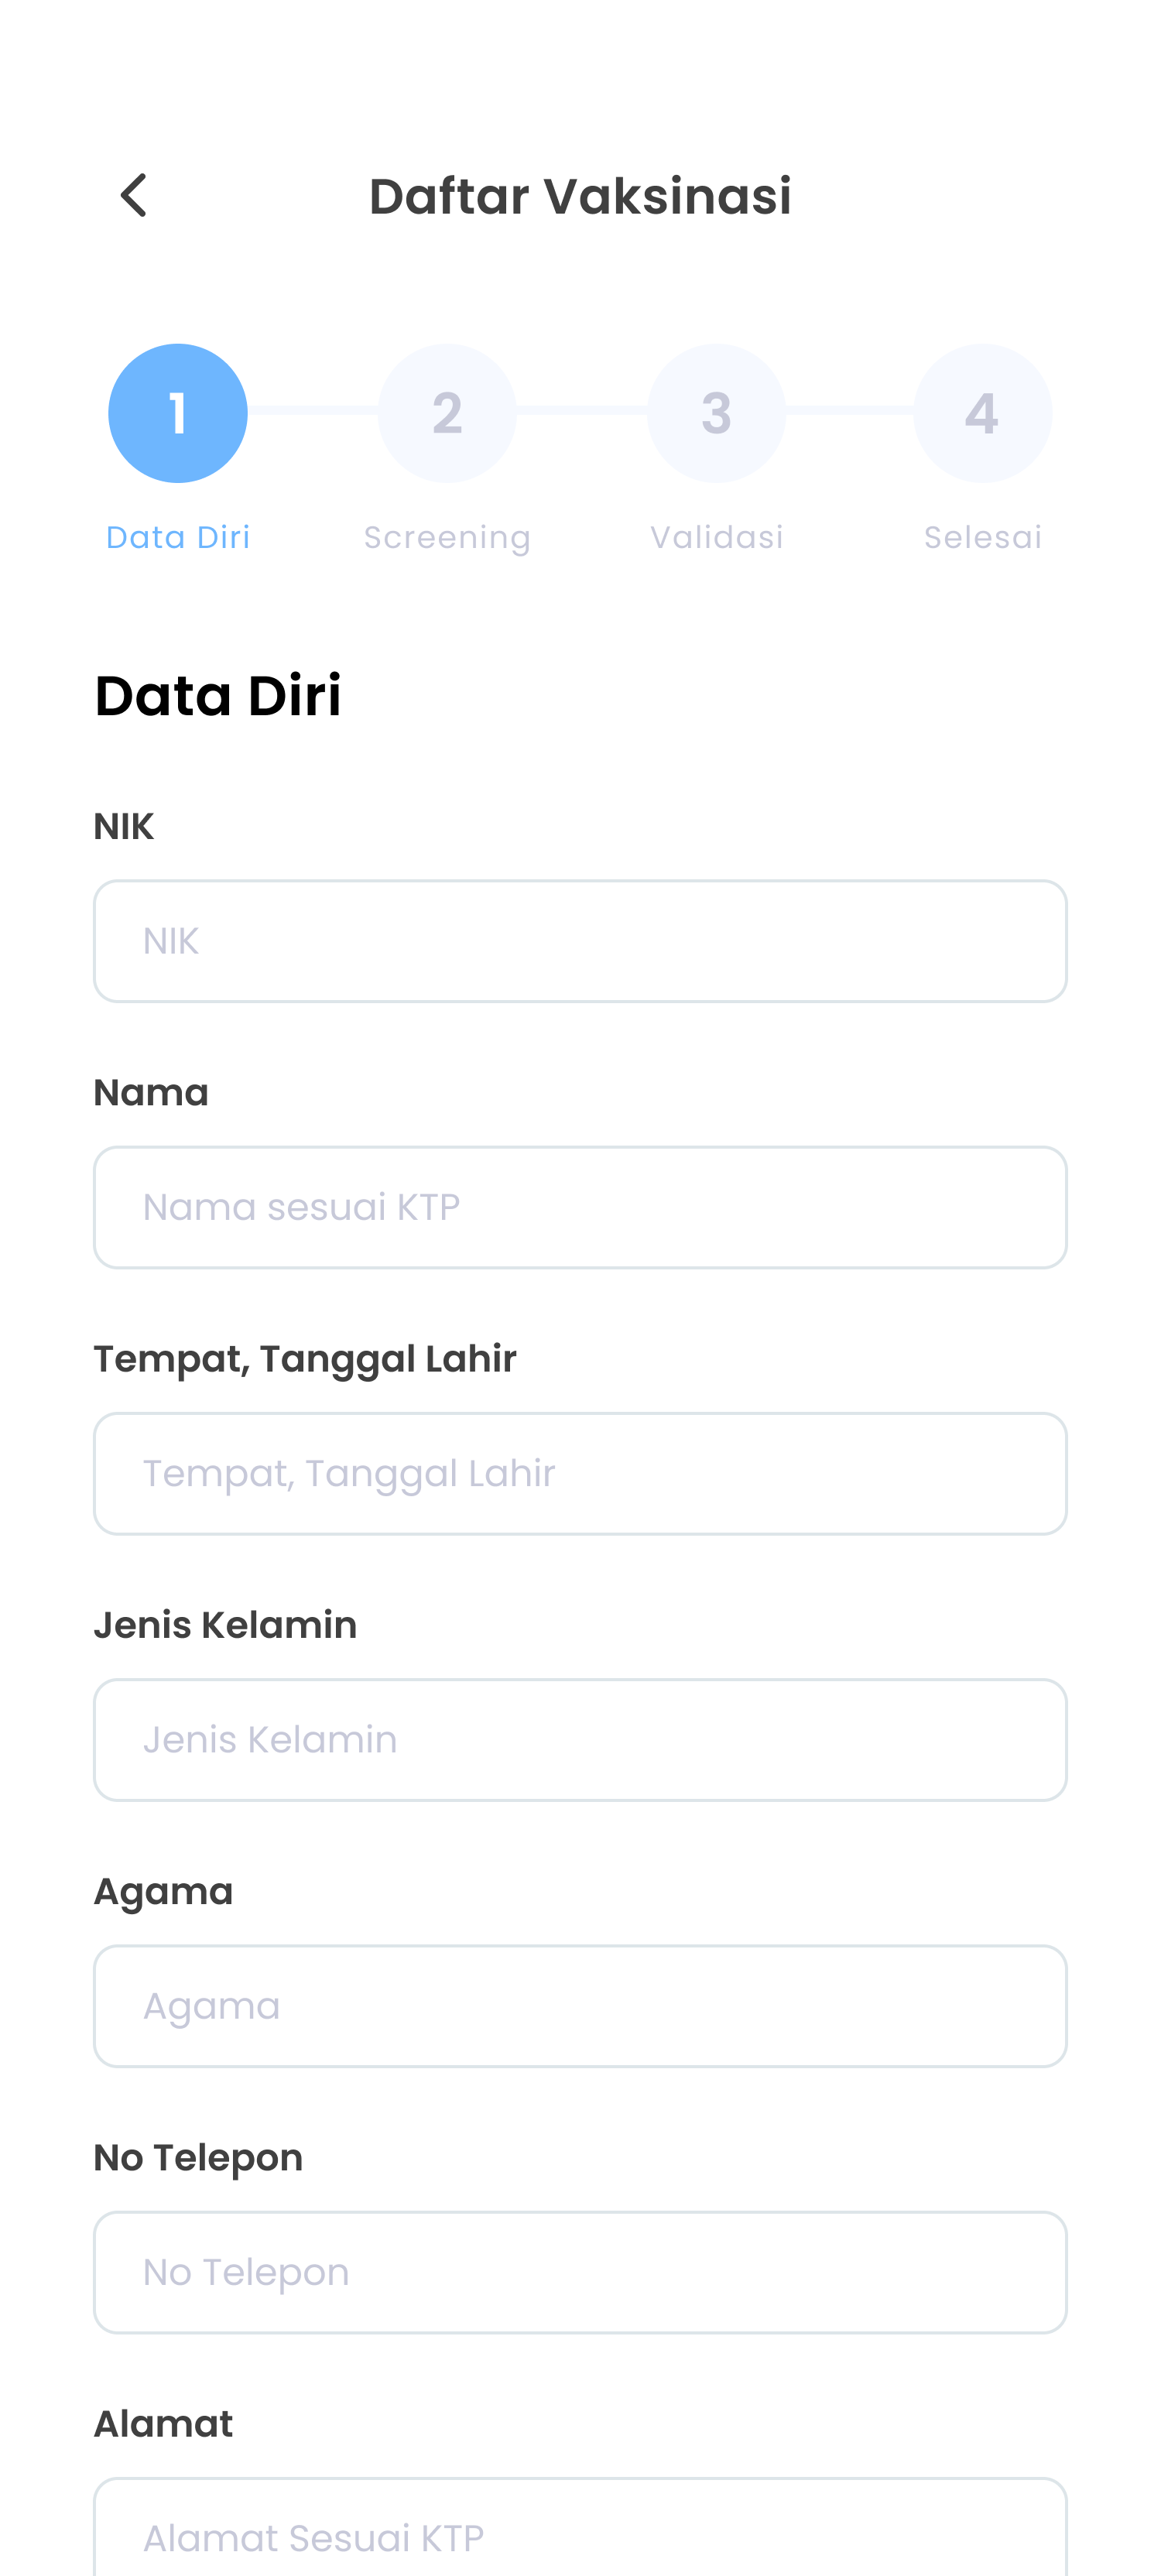 Daftar Vaksinasi
1 2 3 4
Data Diri Screening Validasi Selesai
Data Diri
NIK
NIK
Nama
Nama sesuai KTP
Tempat, Tanggal Lahir
Tempat, Tanggal Lahir
Jenis Kelamin
Jenis Kelamin
Agama
Agama
No Telepon
No Telepon
Alamat
Alamat Sesuai KTP